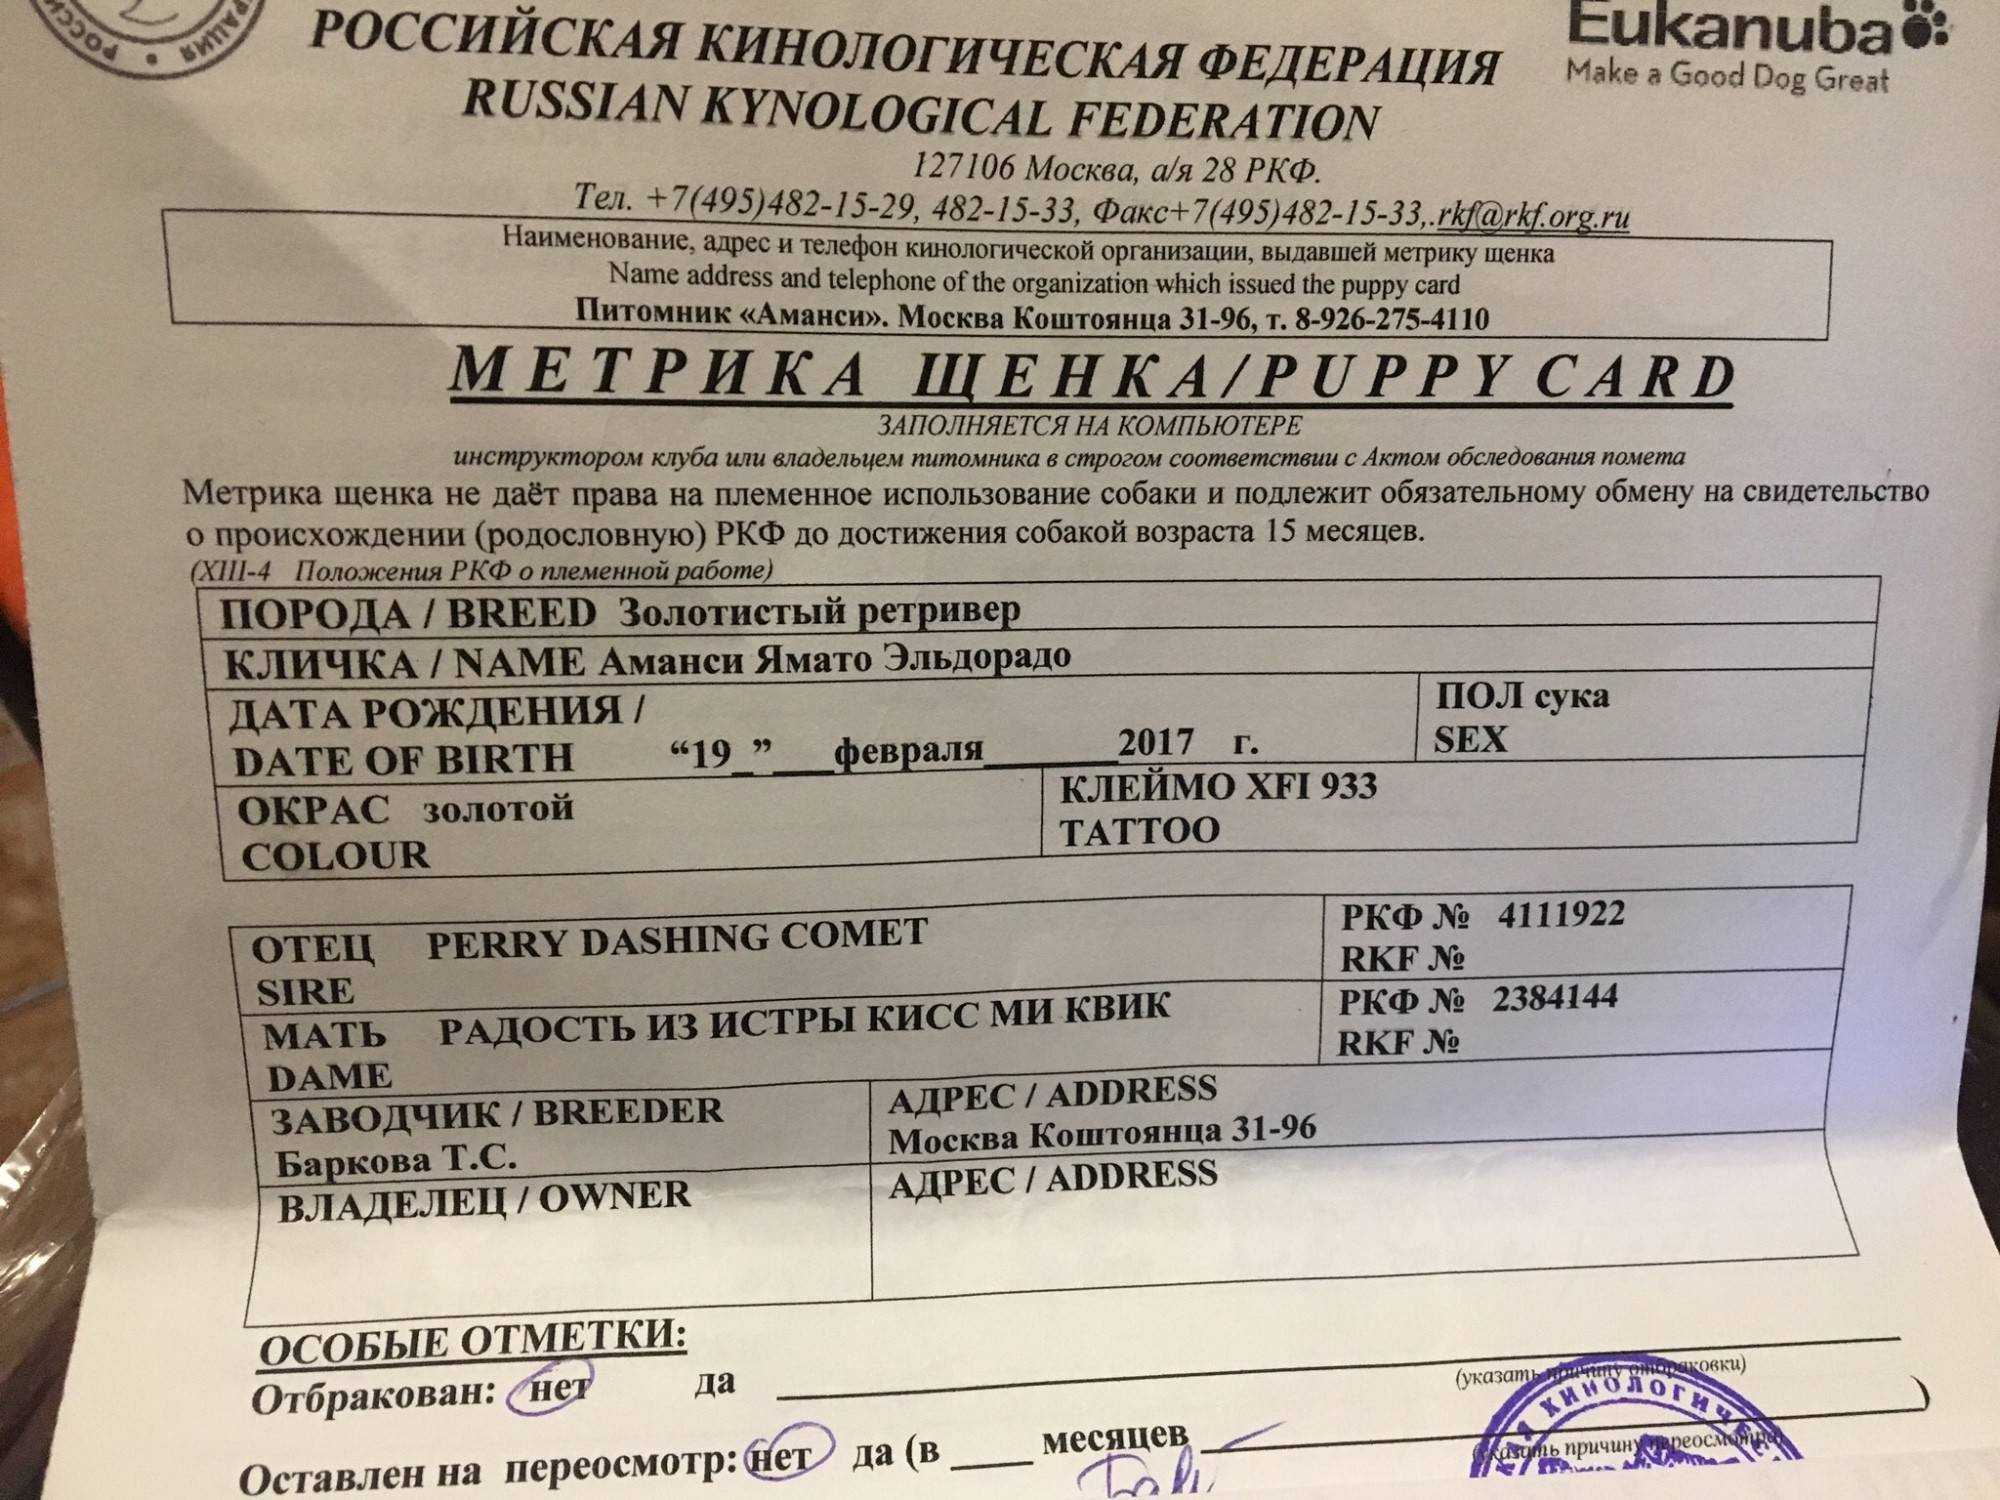 Eukanuba
Make a Good Dog Great
РОССИЙСКАЯ КИНОЛОГИЧЕСКАЯ ФЕДЕРАЦИЯ
RUSSIAN KYNOLOGICAL FEDERATION
127106 Москва, а/я 28 РКФ.
Тел. +7(495)482-15-29, 482-15-33, Факс+7(495)482-15-33,.rkf@rkf.org.ru
Наименование, адрес и телефон кинологической организации, выдавшей метрику щенка
Name address and telephone of the organization which issued the puppy card
Питомник «Аманси». Москва Коштоянца 31-96, т. 8-926-275-4110
МЕТРИКА ЩЕНКА/PUPPY CARD
ЗАПОЛНЯЕТСЯ НА КОМПЬЮТЕРЕ
инструктором клуба или владельцем питомника в строгом соответствии с Актом обследования помета
Метрика щенка не даёт права на племенное использование собаки и подлежит обязательному обмену на свидетельство
о происхождении (родословную) РКФ до достижения собакой возраста 15 месяцев.
(XIII-4 Положения РКФ о племенной работе)
ПОРОДА / BREED Золотистый ретривер
КЛИЧКА / NAME Аманси Ямато Эльдорадо
ДАТА РОЖДЕНИЯ /
DATE OF BIRTH “19_”___февраля_______2017 г.
ПОЛ сука
SEX
ОКРАС золотой
COLOUR
КЛЕЙМО XFI 933
TATTOO
ОТЕЦ PERRY DASHING COMET
SIRE
РКФ № 4111922
RKF №
МАТЬ РАДОСТЬ ИЗ ИСТРЫ КИСС МИ КВИК
DAME
РКФ № 2384144
RKF №
ЗАВОДЧИК / BREEDER
Баркова Т.С.
АДРЕС / ADDRESS
Москва Коштоянца 31-96
ВЛАДЕЛЕЦ / OWNER
АДРЕС / ADDRESS
ОСОБЫЕ ОТМЕТКИ:
Отбракован: нет да
(указать причину отбраковки)
Оставлен на переосмотр: нет да (в ____ месяцев )
(указать причину переосмотра)